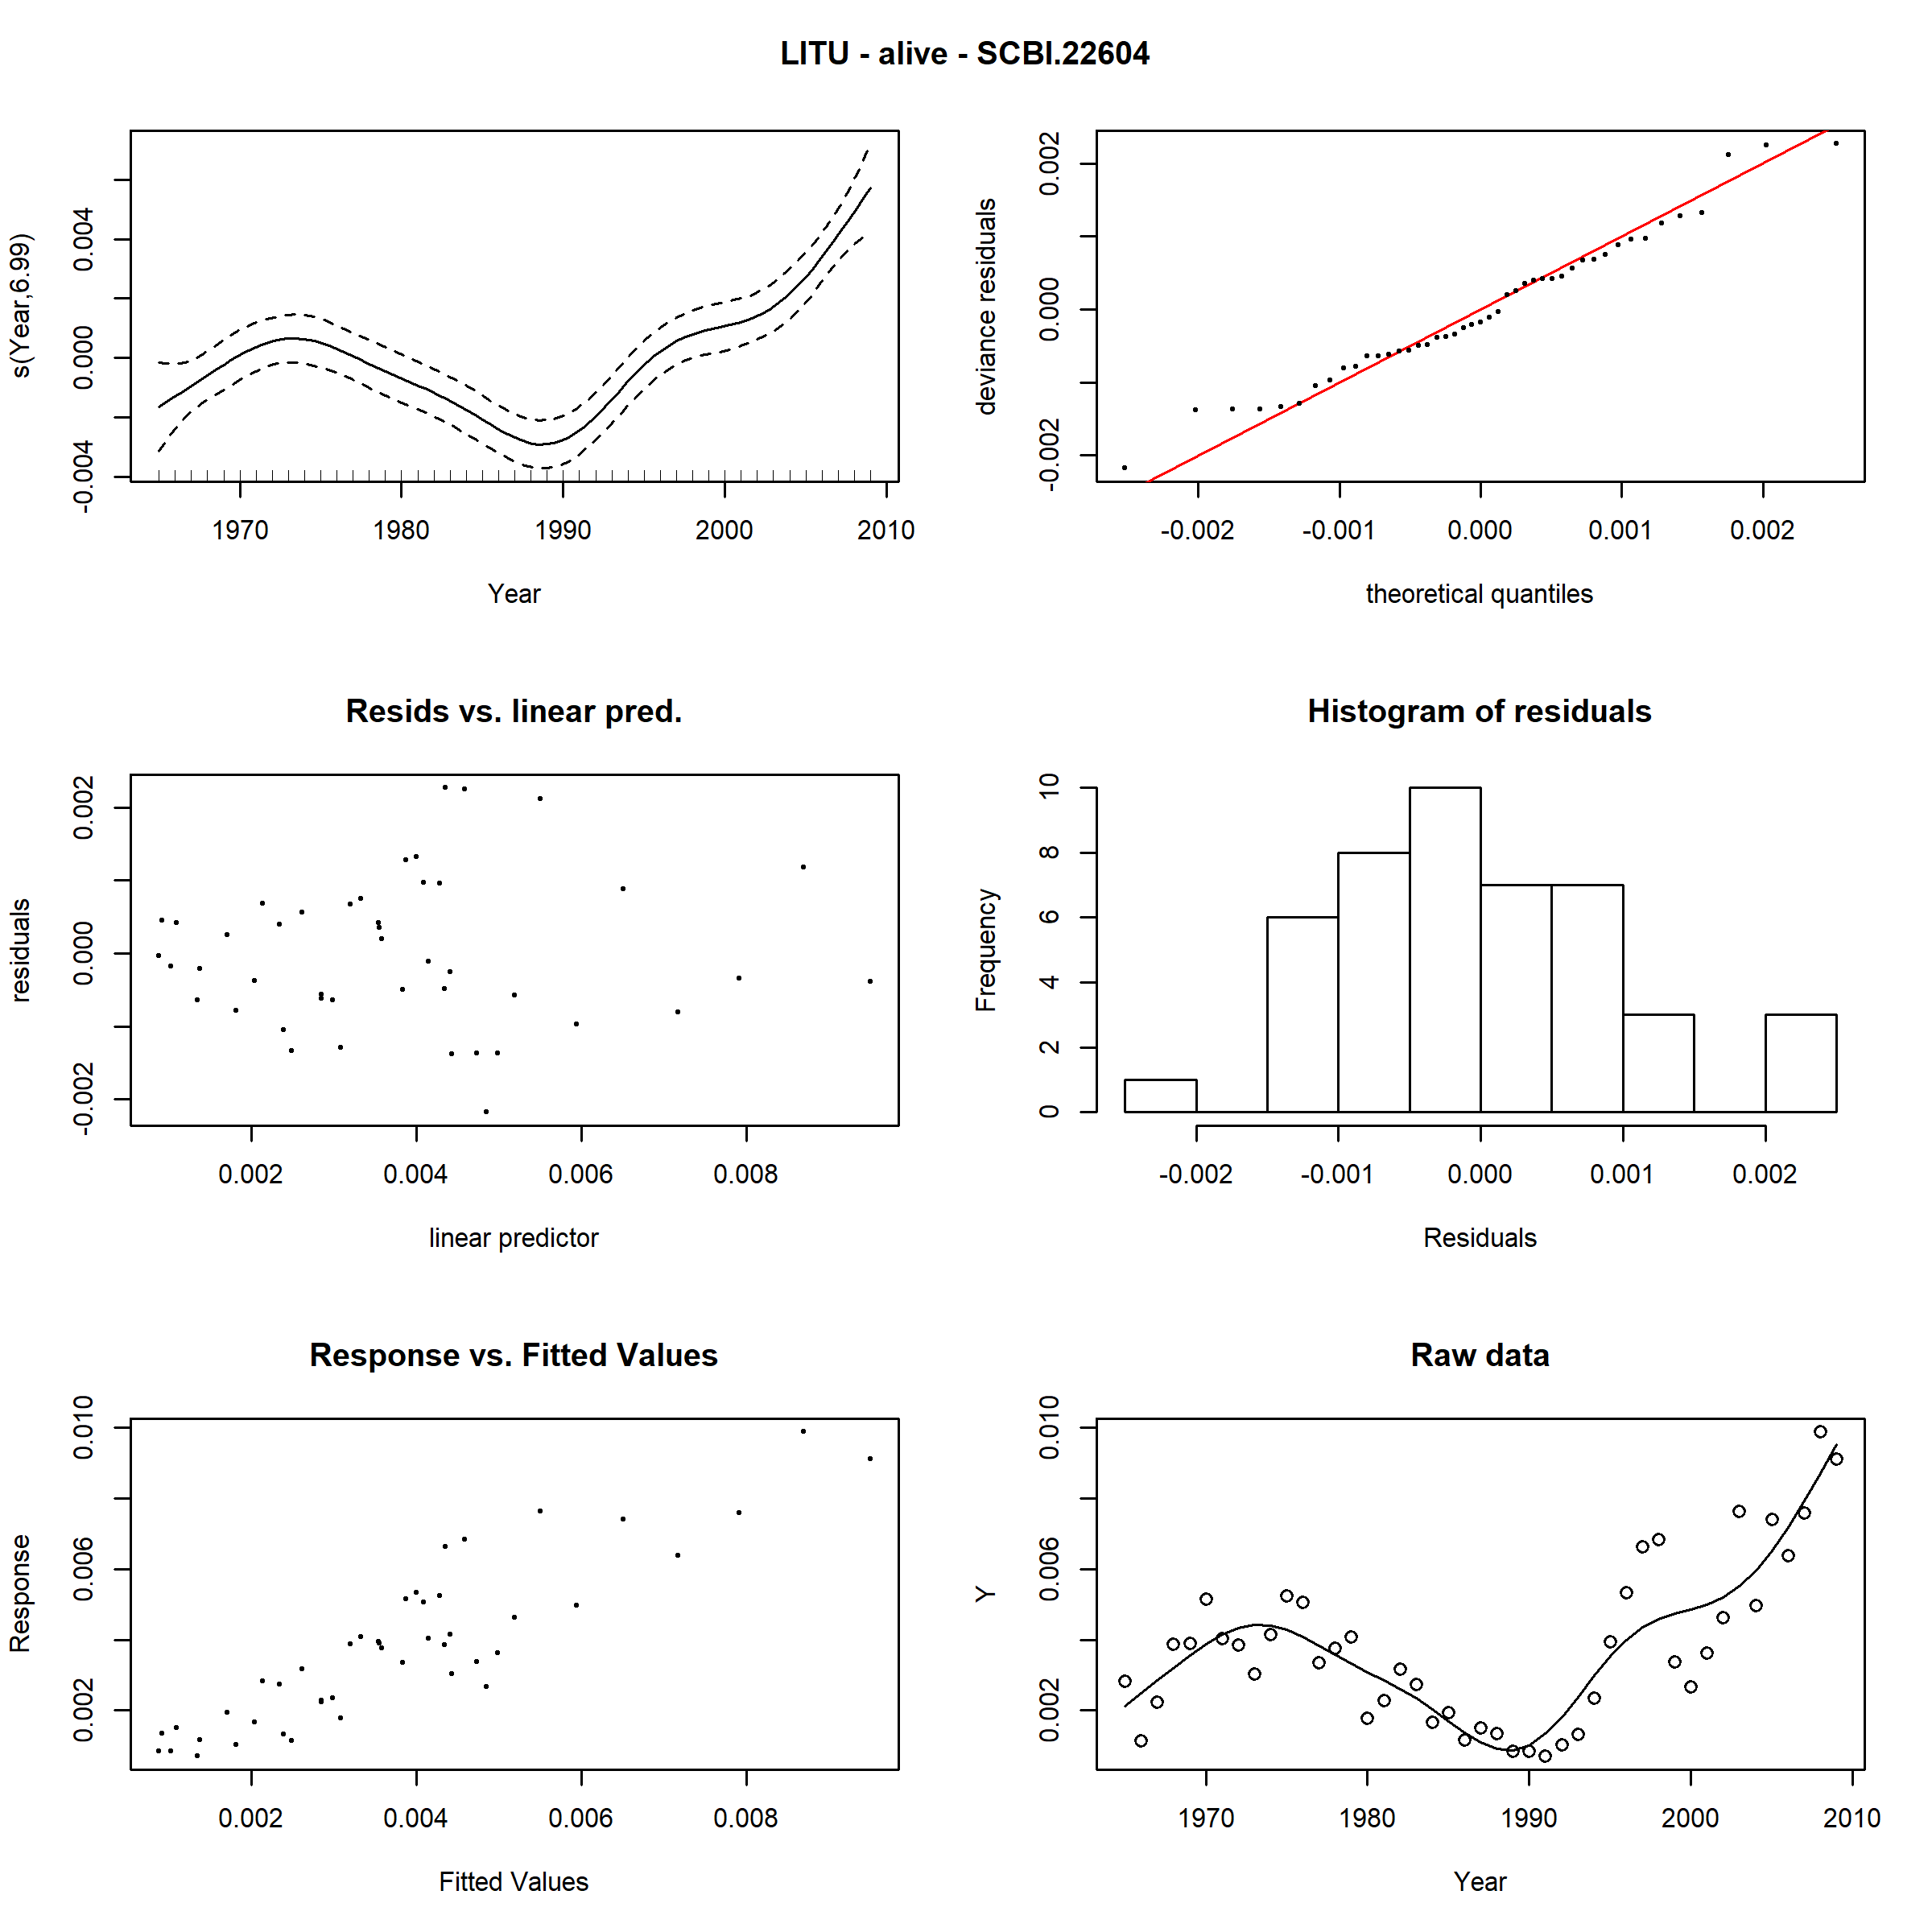 LITU - alive - SCBI.22604
s(Year,6.99)
-0.004 0.000 0.004
1970 1980 1990 2000 2010
Year
deviance residuals
-0.002 0.000 0.002
-0.002 -0.001 0.000 0.001 0.002
theoretical quantiles
Resids vs. linear pred.
residuals
-0.002 0.000 0.002
0.002 0.004 0.006 0.008
linear predictor
Histogram of residuals
Frequency
0 2 4 6 8 10
-0.002 -0.001 0.000 0.001 0.002
Residuals
Response vs. Fitted Values
Response
0.002 0.006 0.010
0.002 0.004 0.006 0.008
Fitted Values
Raw data
Y
0.002 0.006 0.010
1970 1980 1990 2000 2010
Year